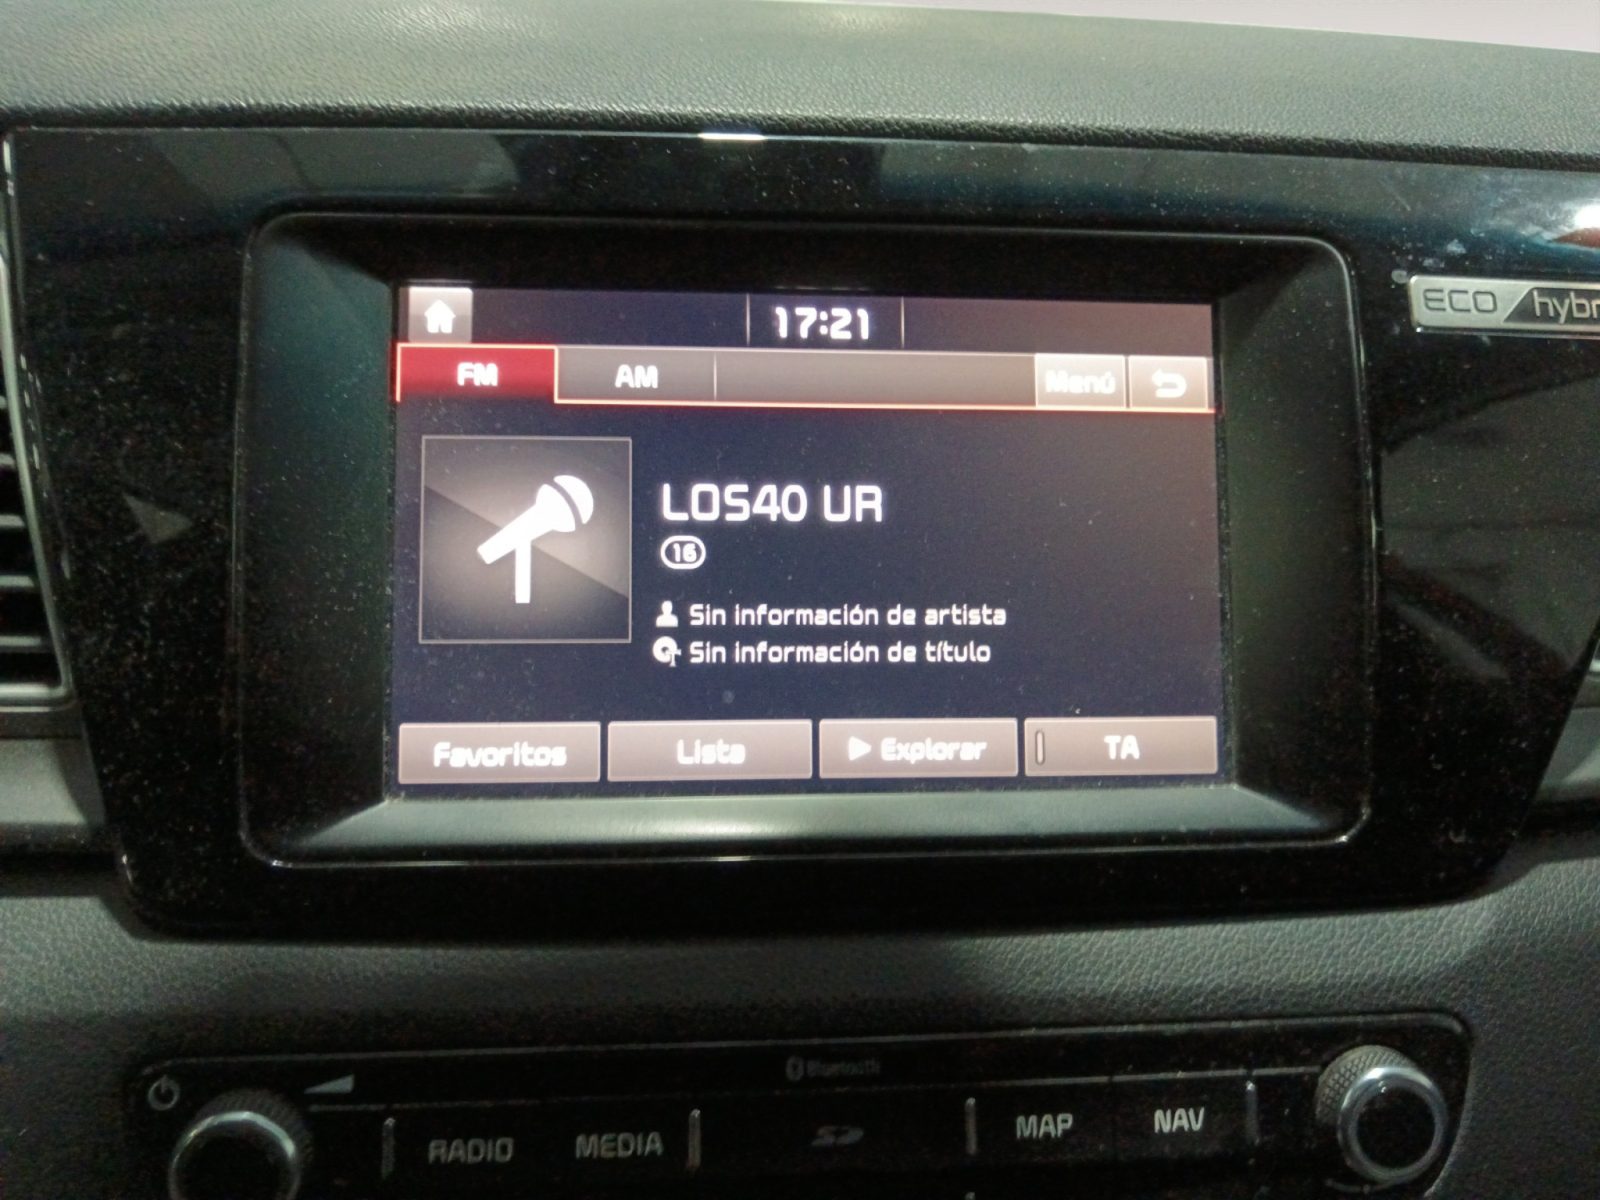 17:21
ECO hybr
FM AM Menú
LOS40 UR
16
Sin información de artista
Sin información de título
Favoritos Lista Explorar TA
Bluetooth
RADIO MEDIA SD MAP NAV